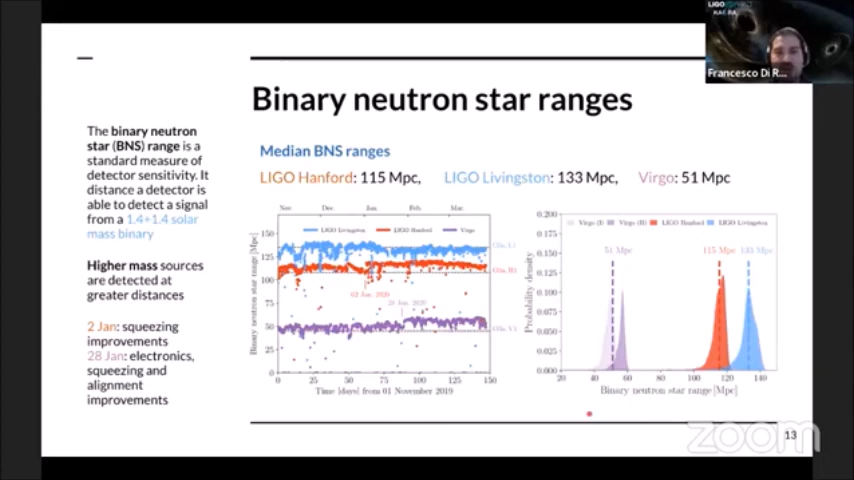 LIGO
Francesco Di R...
Binary neutron star ranges
The binary neutron
star (BNS) range is a
standard measure of
detector sensitivity. It
distance a detector is
able to detect a signal
from a 1.4+1.4 solar
mass binary
Higher mass sources
are detected at
greater distances
2 Jan: squeezing
improvements
28 Jan: electronics,
squeezing and
alignment
improvements
Median BNS ranges
LIGO Hanford: 115 Mpc, LIGO Livingston: 133 Mpc, Virgo: 51 Mpc
Nov. Dec. Jan. Feb. Mar.
LIGO Livingston LIGO Hanford Virgo
Binary neutron star range [Mpc]
150
125
100
75
50
25
0
O3a, L1
O3a, H1
O3a, V1
02 Jan. 2020
28 Jan. 2020
0 25 50 75 100 125 150
Time [days] from 01 November 2019
Virgo (I) Virgo (II) LIGO Hanford LIGO Livingston
Probability density
0.200
0.175
0.150
0.125
0.100
0.075
0.050
0.025
0.000
51 Mpc 115 Mpc 133 Mpc
20 40 60 80 100 120 140
Binary neutron star range [Mpc]
zoom
13